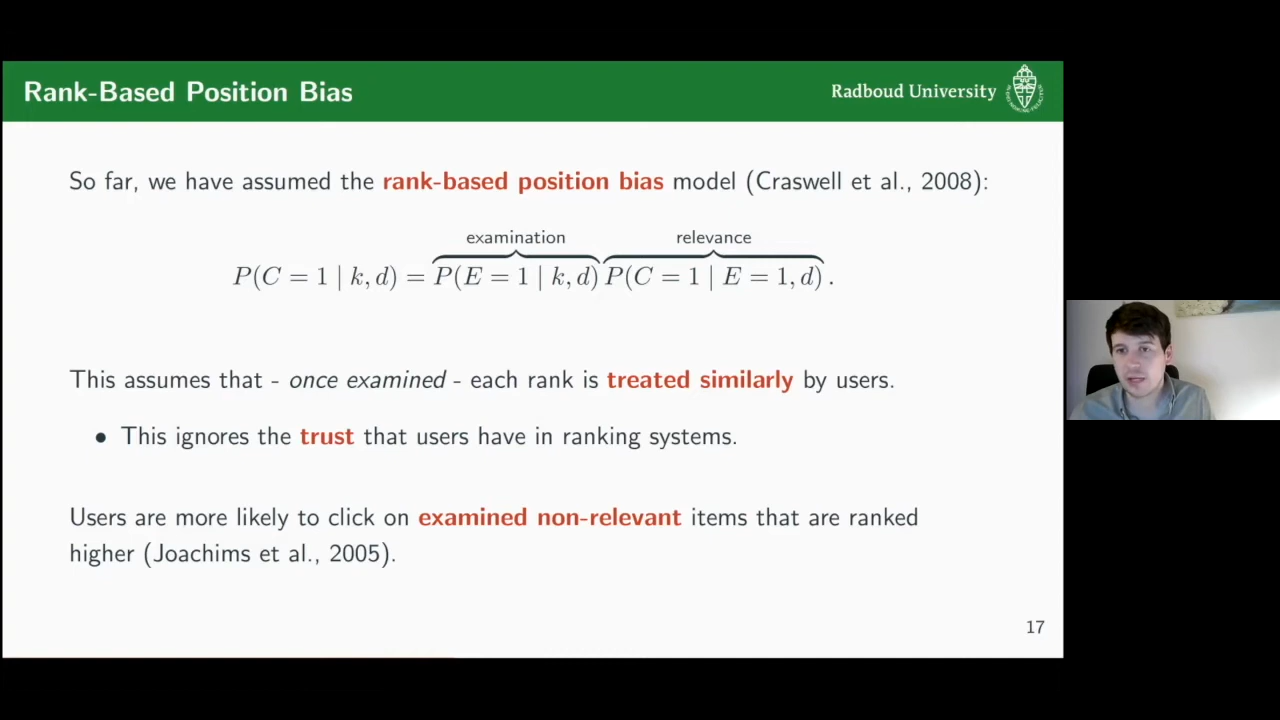 Rank-Based Position Bias
Radboud University
So far, we have assumed the rank-based position bias model (Craswell et al., 2008):
examination relevance
P(C = 1 | k, d) = P(E = 1 | k, d) P(C = 1 | E = 1, d) .
This assumes that - once examined - each rank is treated similarly by users.
• This ignores the trust that users have in ranking systems.
Users are more likely to click on examined non-relevant items that are ranked
higher (Joachims et al., 2005).
17